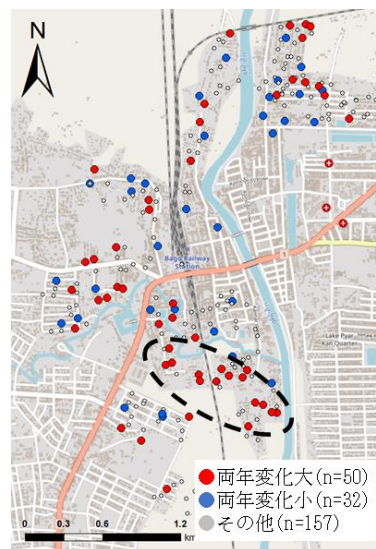 N
Bago Railway
Station
Lake Pyar
Kan Quarter
両年変化大(n=50)
両年変化小(n=32)
その他(n=157)
0 0.3 0.6 1.2
km